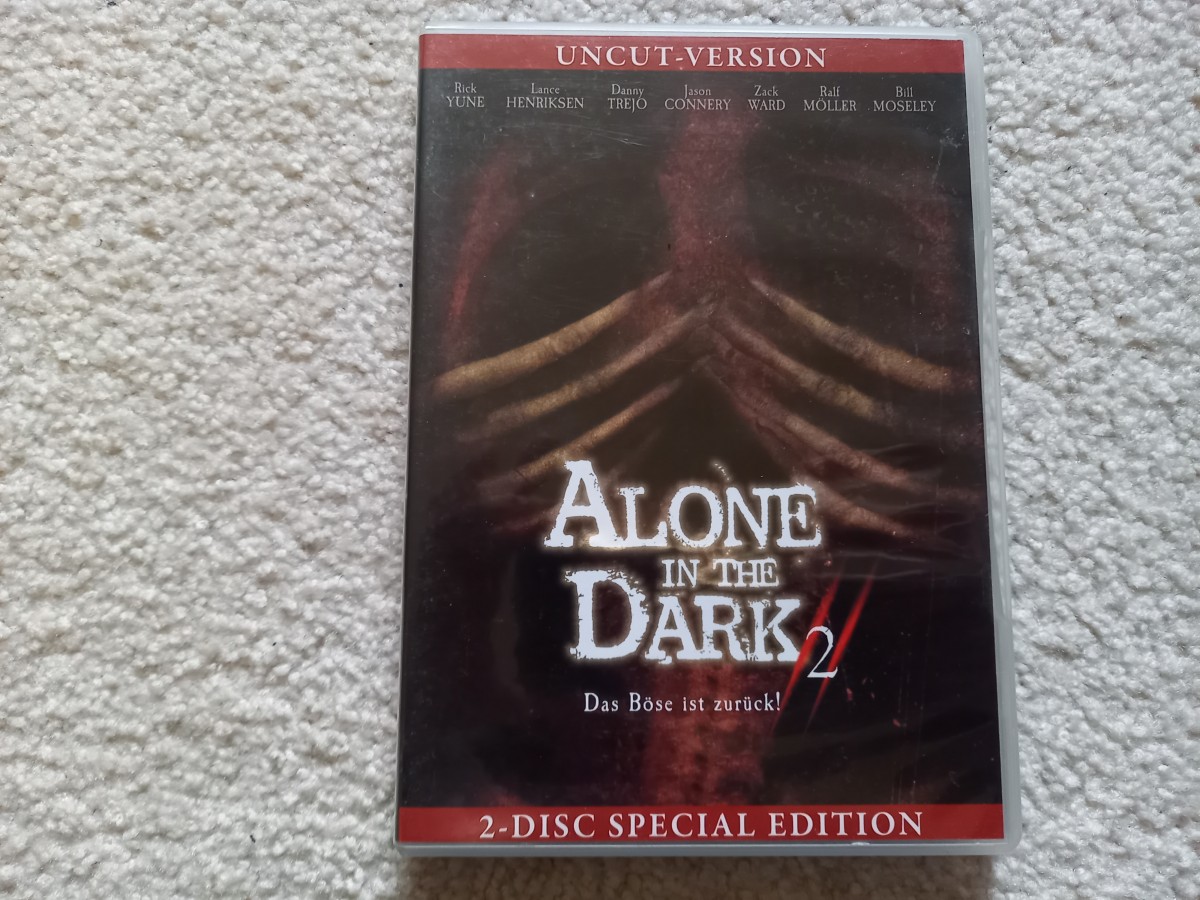 UNCUT-VERSION
Rick Lance Danny Jason Zack Ralf Bill
YUNE HENRIKSEN TREJO CONNERY WARD MÖLLER MOSELEY
ALONE
IN THE
DARK 2
Das Böse ist zurück!
2-DISC SPECIAL EDITION